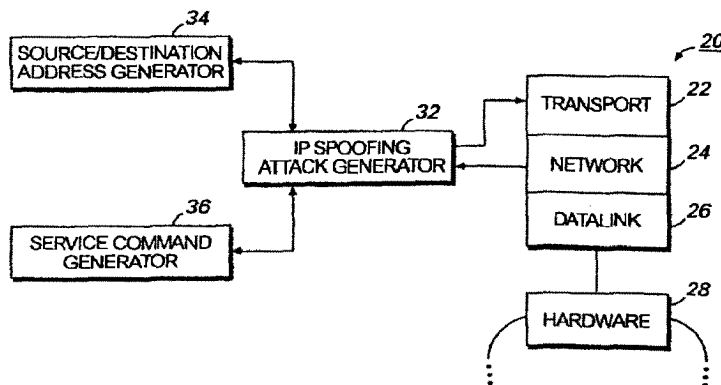 34
SOURCE/DESTINATION
ADDRESS GENERATOR
32
IP SPOOFING
ATTACK GENERATOR
36
SERVICE COMMAND
GENERATOR
20
TRANSPORT
22
NETWORK
24
DATALINK
26
HARDWARE
28